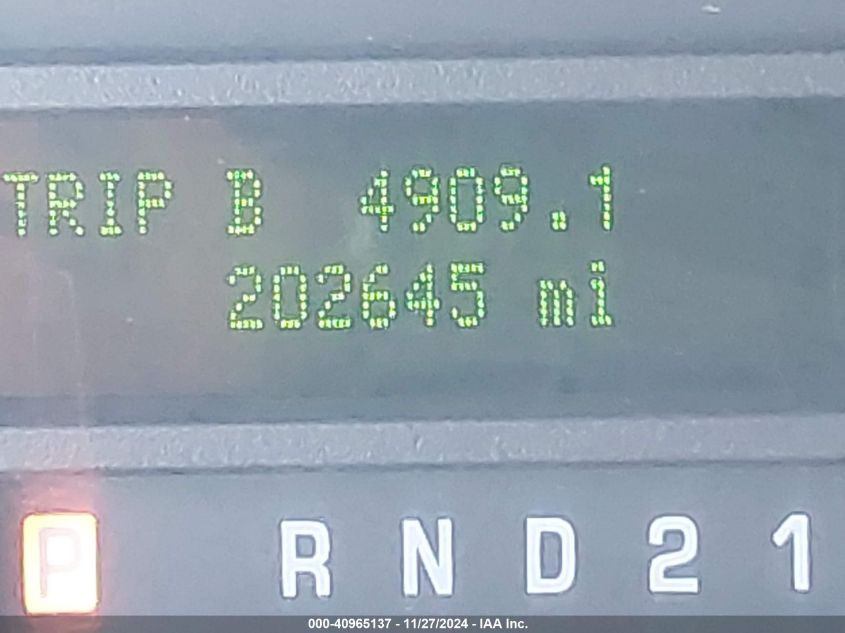 TRIP B 4909.1
202645 mi
P R N D 2 1
000-40965137 - 11/27/2024 - IAA Inc.